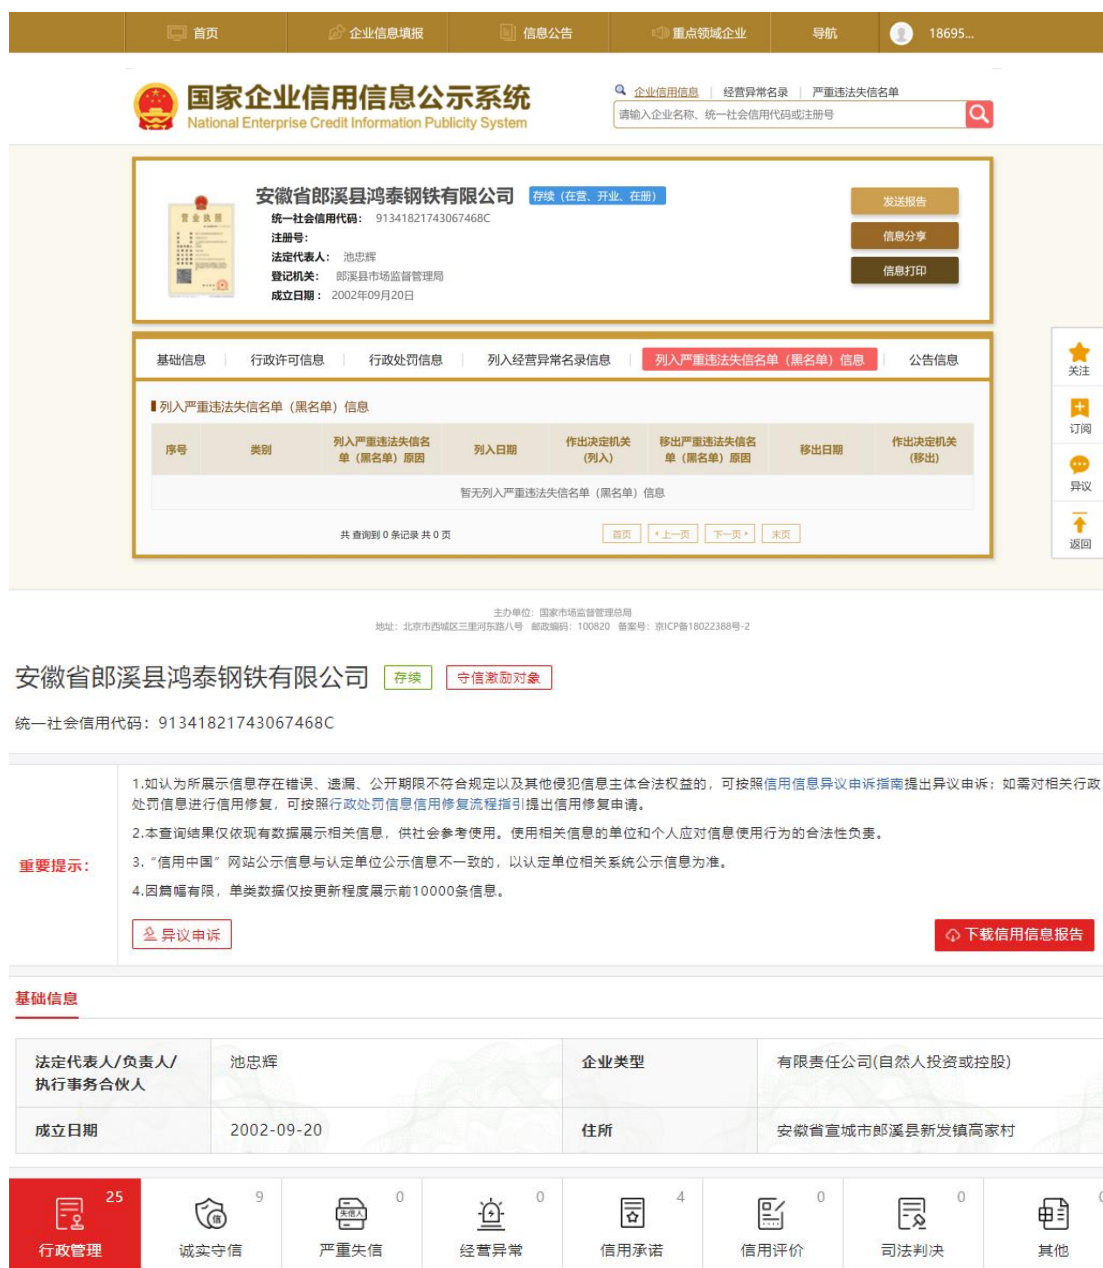 首页 企业信息填报 信息公告 重点领域企业 导航 18695...
国家企业信用信息公示系统
National Enterprise Credit Information Publicity System
企业信用信息 | 经营异常名录 | 严重违法失信名单
请输入企业名称、统一社会信用代码或注册号
安徽省郎溪县鸿泰钢铁有限公司 存续（在营、开业、在册）
营业执照
统一社会信用代码： 91341821743067468C
注册号：
法定代表人： 池忠辉
登记机关： 郎溪县市场监督管理局
成立日期： 2002年09月20日
发送报告
信息分享
信息打印
基础信息 | 行政许可信息 | 行政处罚信息 | 列入经营异常名录信息 | 列入严重违法失信名单（黑名单）信息 | 公告信息
列入严重违法失信名单（黑名单）信息
序号 类别 列入严重违法失信名单（黑名单）原因 列入日期 作出决定机关(列入) 移出严重违法失信名单（黑名单）原因 移出日期 作出决定机关(移出)
暂无列入严重违法失信名单（黑名单）信息
共 查询到 0 条记录 共 0 页 首页 上一页 下一页 末页
关注
订阅
异议
返回
主办单位：国家市场监督管理总局
地址：北京市西城区三里河东路八号 邮政编码：100820 备案号：京ICP备18022388号-2
安徽省郎溪县鸿泰钢铁有限公司 存续 守信激励对象
统一社会信用代码：91341821743067468C
重要提示：
1.如认为所展示信息存在错误、遗漏、公开期限不符合规定以及其他侵犯信息主体合法权益的，可按照信用信息异议申诉指南提出异议申诉；如需对相关行政
处罚信息进行信用修复，可按照行政处罚信息信用修复流程指引提出信用修复申请。
2.本查询结果仅依现有数据展示相关信息，供社会参考使用。使用相关信息的单位和个人应对信息使用行为的合法性负责。
3.“信用中国”网站公示信息与认定单位公示信息不一致的，以认定单位相关系统公示信息为准。
4.因篇幅有限，单类数据仅按更新程度展示前10000条信息。
异议申诉 下载信用信息报告
基础信息
法定代表人/负责人/
执行事务合伙人 池忠辉 企业类型 有限责任公司(自然人投资或控股)
成立日期 2002-09-20 住所 安徽省宣城市郎溪县新发镇高家村
25 9 0 0 4 0 0
失信人
信
行政管理 诚实守信 严重失信 经营异常 信用承诺 信用评价 司法判决 其他